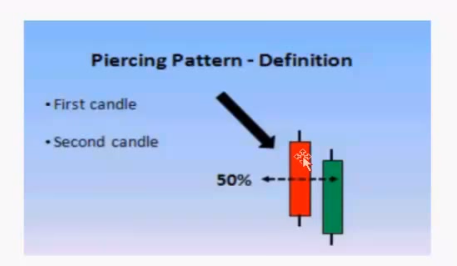 Piercing Pattern - Definition
▪ First candle
▪ Second candle
50%